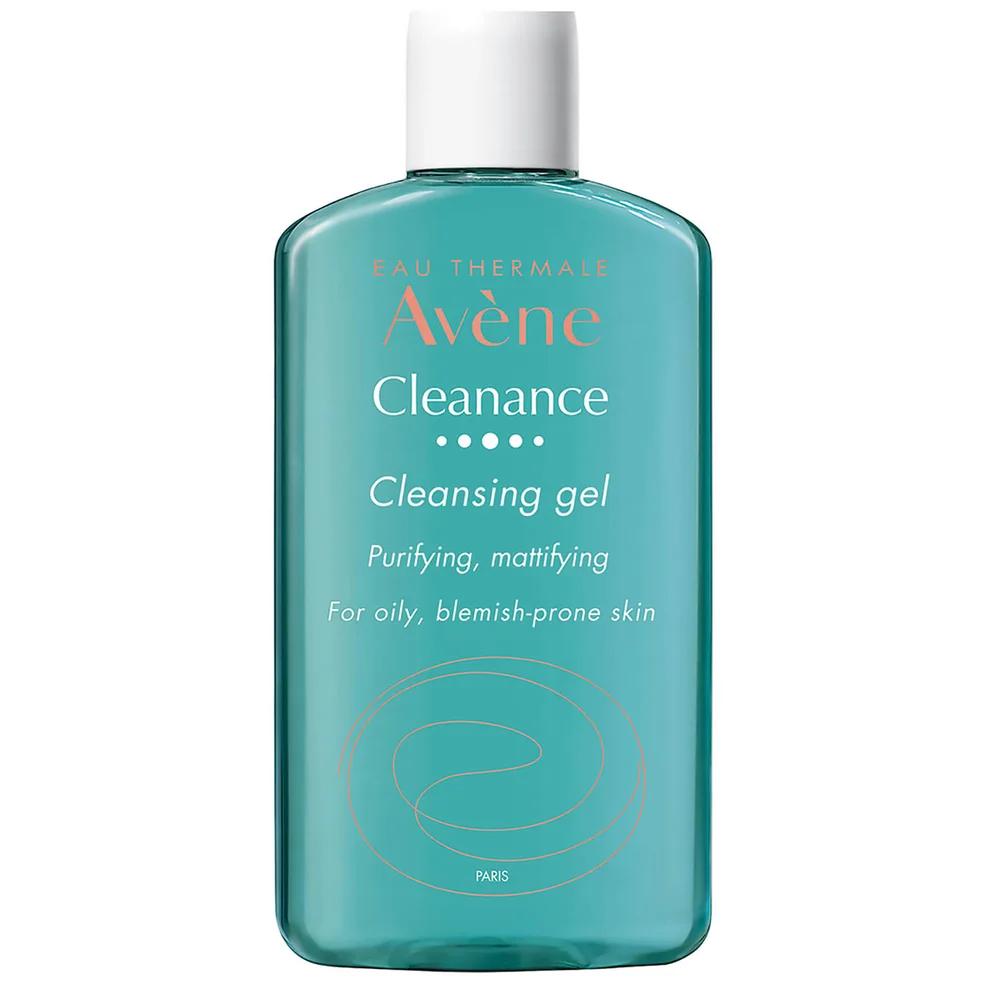 EAU THERMALE
Avène
Cleanance
Cleansing gel
Purifying, mattifying
For oily, blemish-prone skin
PARIS